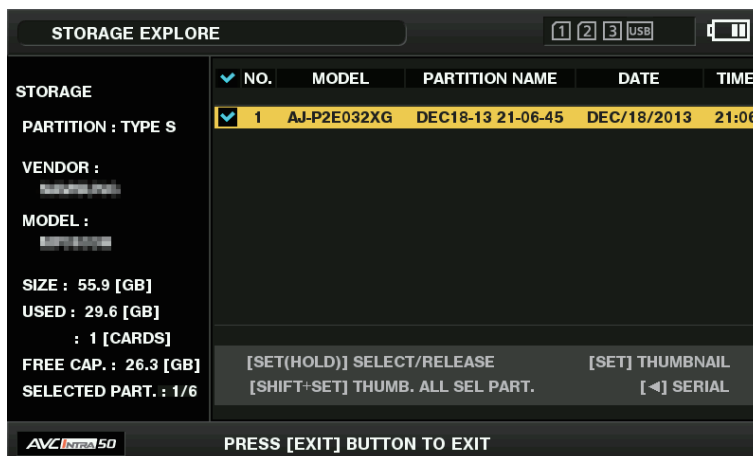 STORAGE EXPLORE
1 2 3 USB
STORAGE
PARTITION : TYPE S
VENDOR :
MODEL :
SIZE : 55.9 [GB]
USED : 29.6 [GB]
: 1 [CARDS]
FREE CAP. : 26.3 [GB]
SELECTED PART. : 1/6
NO. MODEL PARTITION NAME DATE TIME
1 AJ-P2E032XG DEC18-13 21-06-45 DEC/18/2013 21:06
[SET(HOLD)] SELECT/RELEASE [SET] THUMBNAIL
[SHIFT+SET] THUMB. ALL SEL PART. [◄] SERIAL
AVC INTRA 50 PRESS [EXIT] BUTTON TO EXIT